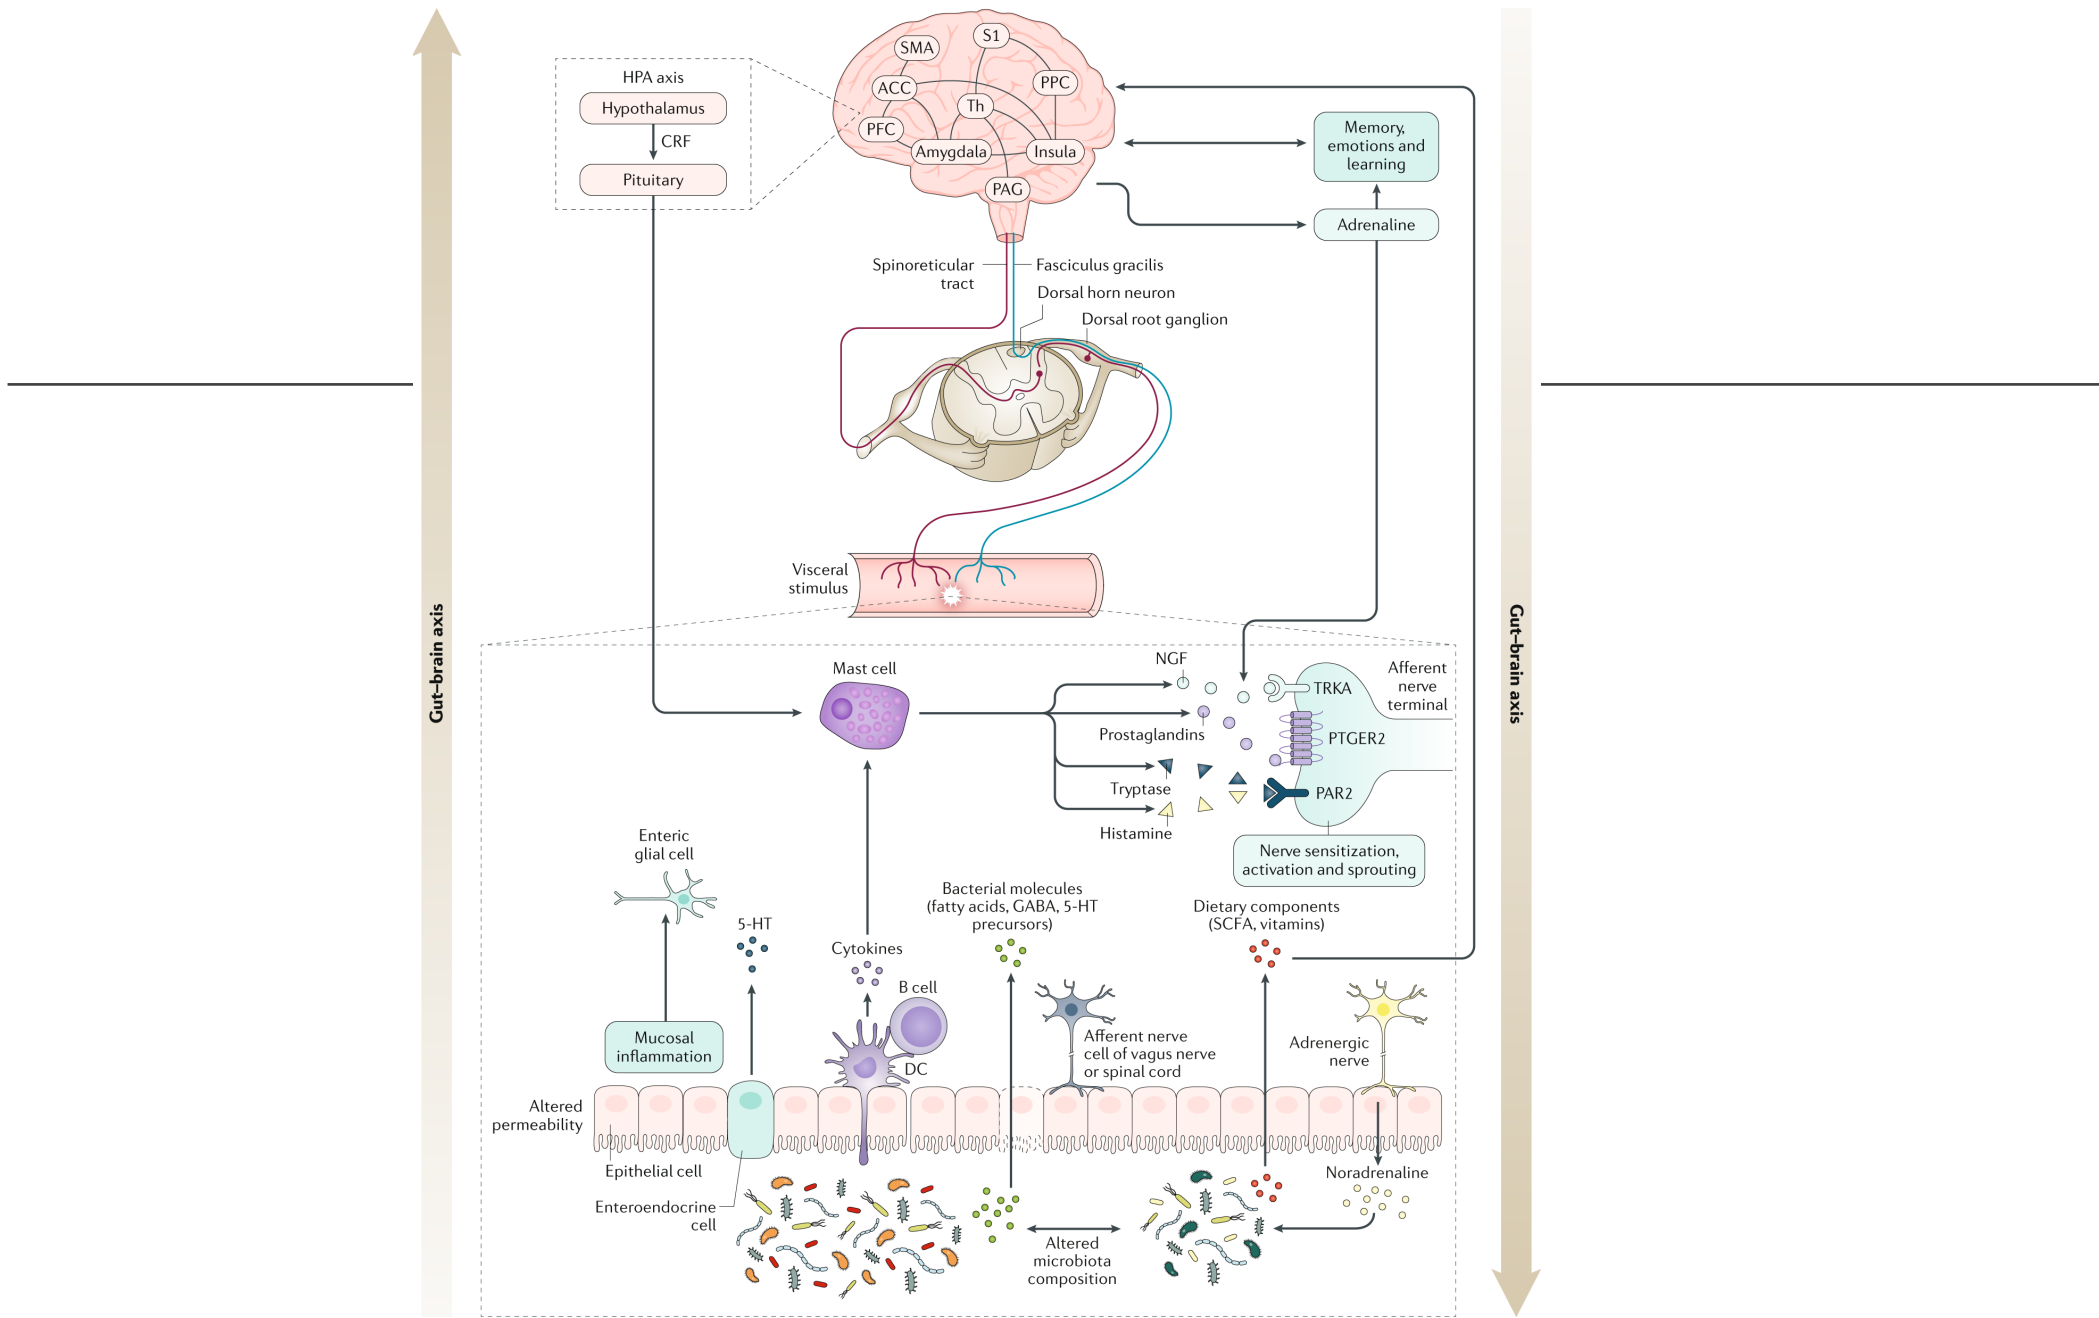 SMA
S1
HPA axis
Hypothalamus
CRF
Pituitary
ACC
PPC
Th
PFC
Amygdala
Insula
PAG
Memory,
emotions and
learning
Adrenaline
Spinoreticular
tract
Fasciculus gracilis
Dorsal horn neuron
Dorsal root ganglion
Visceral
stimulus
Gut–brain axis
Gut–brain axis
Mast cell
NGF
Prostaglandins
Tryptase
Histamine
TRKA
PTGER2
PAR2
Afferent
nerve
terminal
Nerve sensitization,
activation and sprouting
Enteric
glial cell
5-HT
Cytokines
Bacterial molecules
(fatty acids, GABA, 5-HT
precursors)
Dietary components
(SCFA, vitamins)
B cell
DC
Mucosal
inflammation
Afferent nerve
cell of vagus nerve
or spinal cord
Adrenergic
nerve
Altered
permeability
Epithelial cell
Enteroendocrine
cell
Noradrenaline
Altered
microbiota
composition